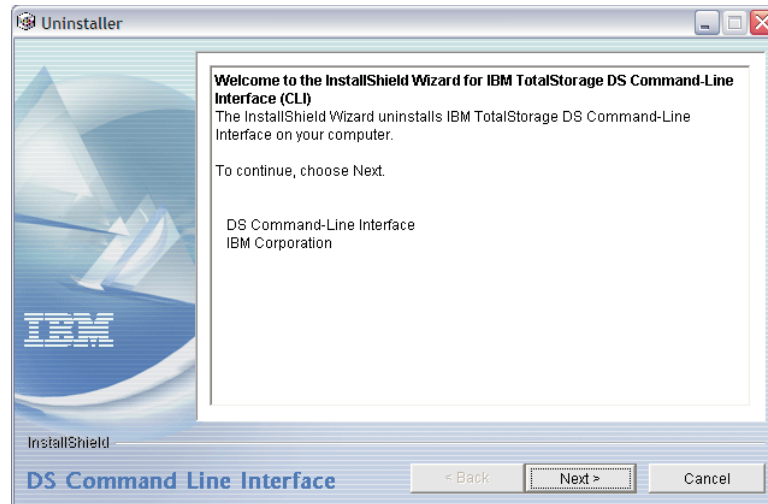 Uninstaller
Welcome to the InstallShield Wizard for IBM TotalStorage DS Command-Line
Interface (CLI)
The InstallShield Wizard uninstalls IBM TotalStorage DS Command-Line
Interface on your computer.
To continue, choose Next.
DS Command-Line Interface
IBM Corporation
IBM
InstallShield
DS Command Line Interface
< Back
Next >
Cancel